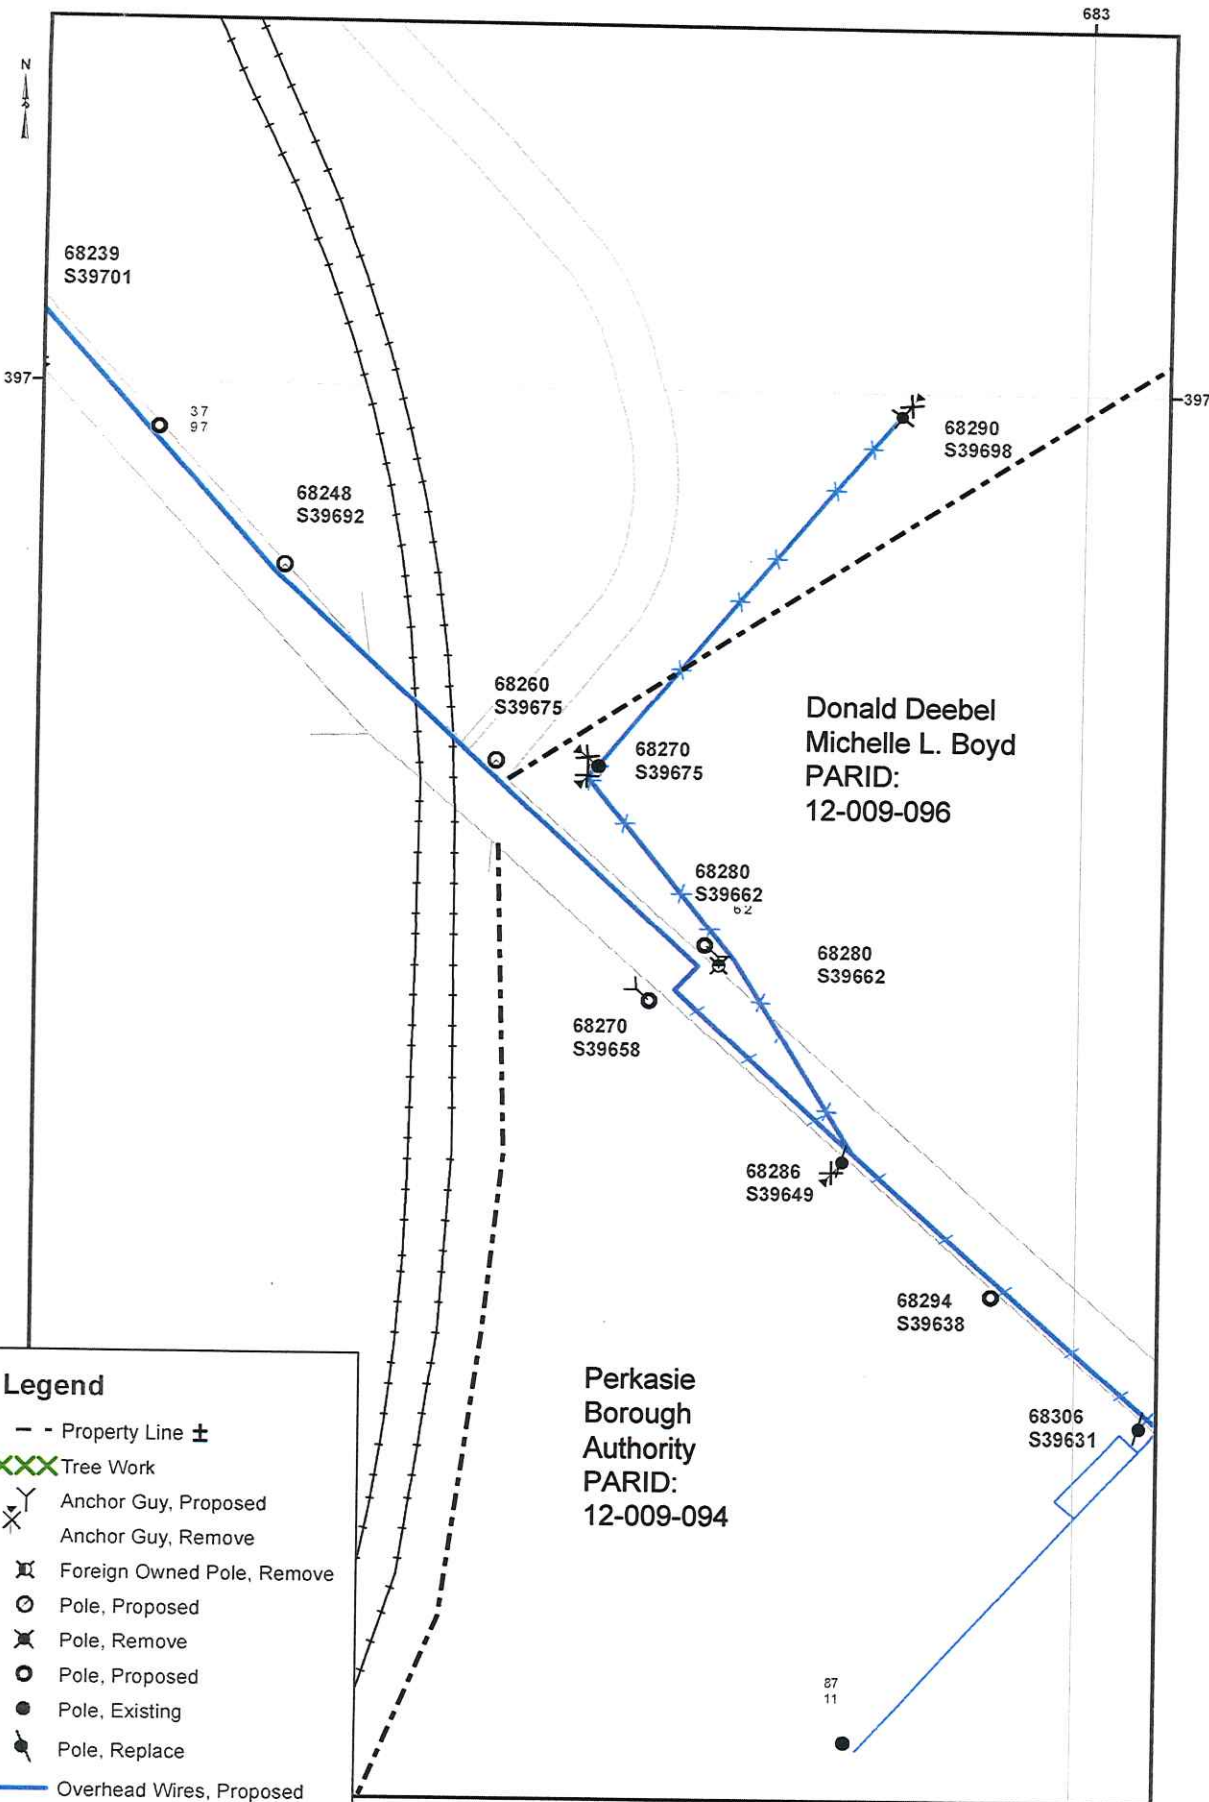 683
N
68239
S39701
397
397
37
97
68290
S39698
68248
S39692
68260
S39675
68270
S39675
Donald Deebel
Michelle L. Boyd
PARID:
12-009-096
68280
S39662
62
68280
S39662
68270
S39658
68286
S39649
68294
S39638
Perkasie
Borough
Authority
PARID:
12-009-094
68306
S39631
87
11
Legend
Property Line ±
Tree Work
Anchor Guy, Proposed
Anchor Guy, Remove
Foreign Owned Pole, Remove
Pole, Proposed
Pole, Remove
Pole, Proposed
Pole, Existing
Pole, Replace
Overhead Wires, Proposed